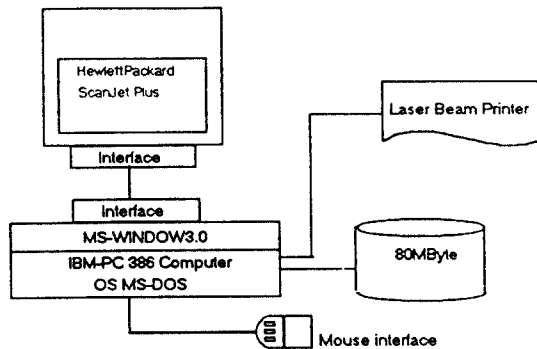 HewlettPackard
ScanJet Plus
Interface
Interface
MS-WINDOW3.0
IBM-PC 386 Computer
OS MS-DOS
Laser Beam Printer
80MByte
Mouse interface